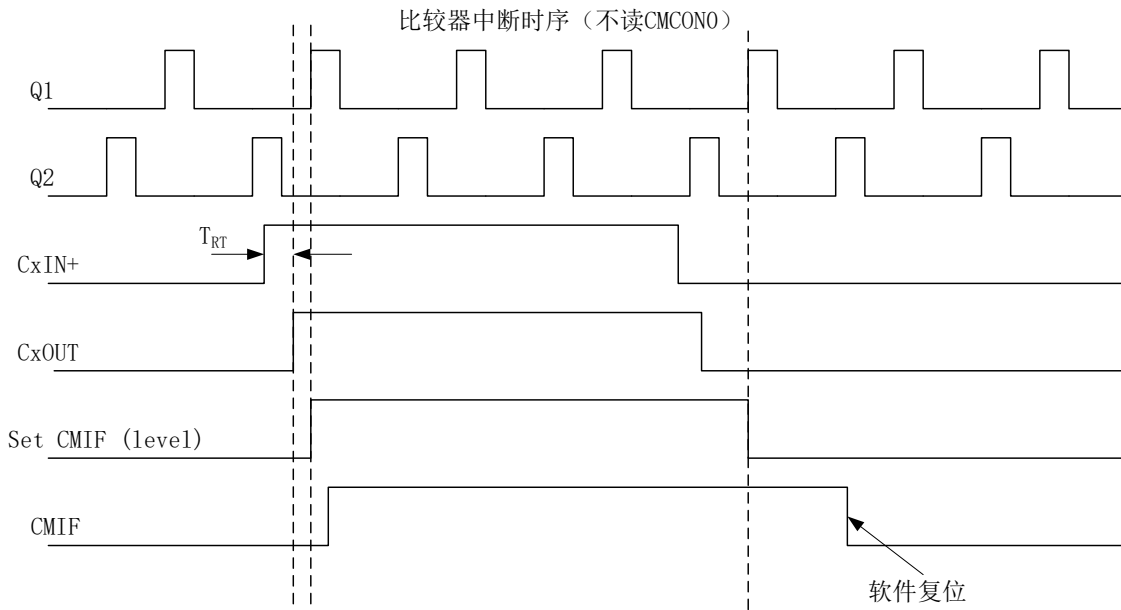 比较器中断时序（不读CMCON0）
Q1
Q2
TRT
CxIN+
CxOUT
Set CMIF (level)
CMIF
软件复位